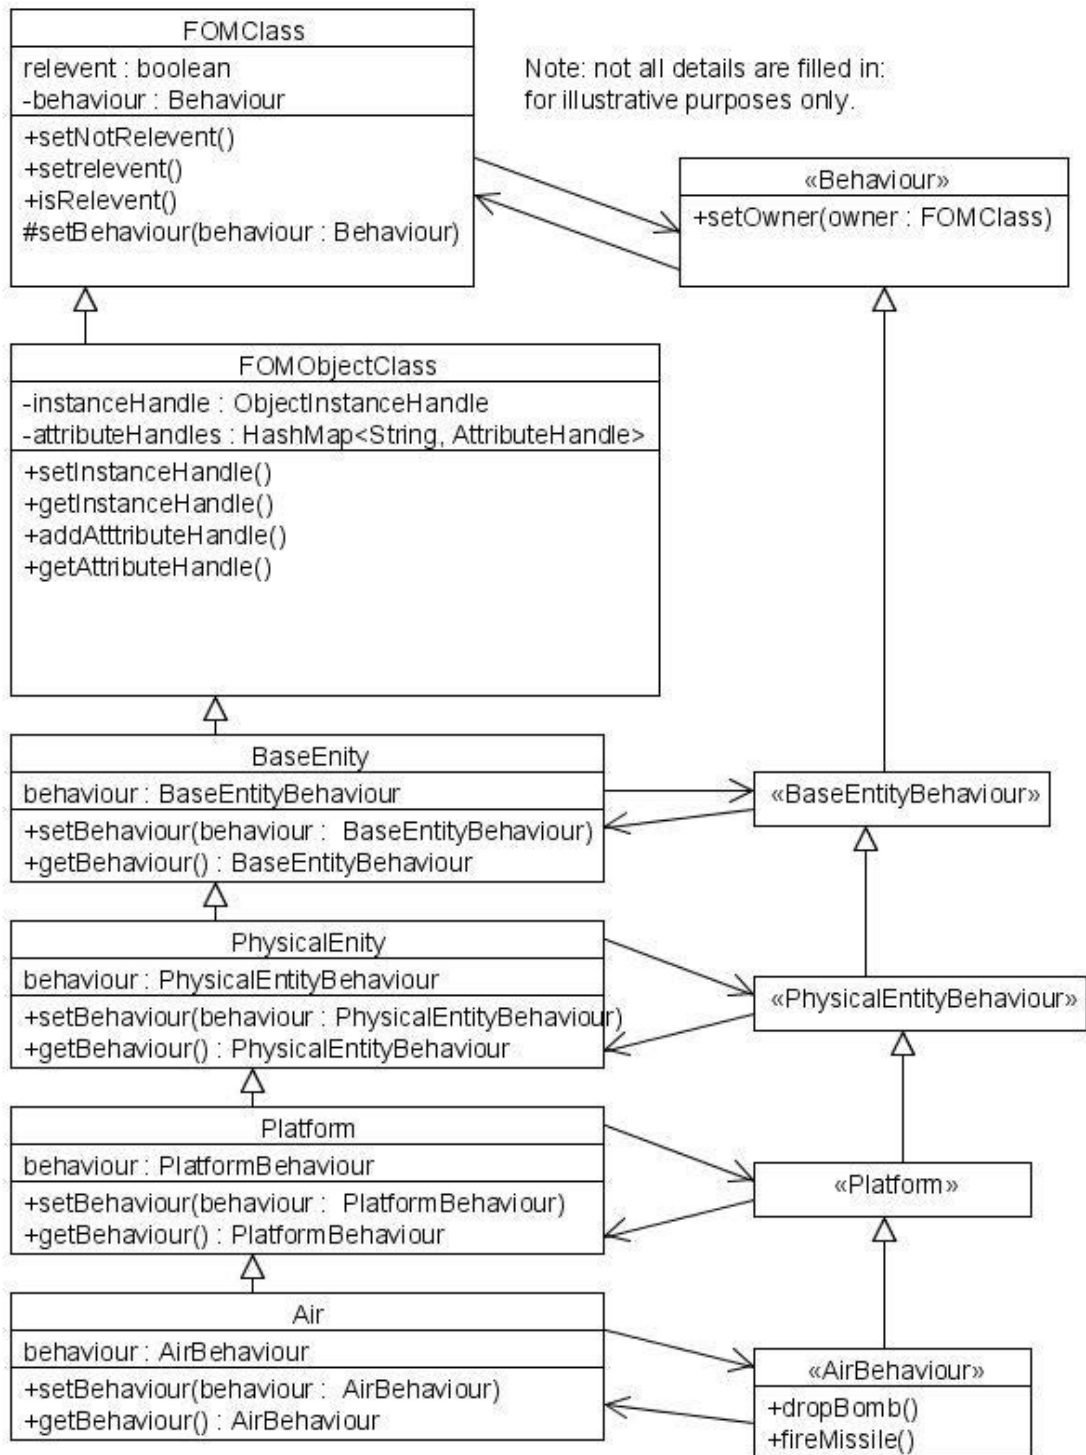 FOMClass
relevent : boolean
-behaviour : Behaviour
+setNotRelevent()
+setrelevent()
+isRelevent()
#setBehaviour(behaviour : Behaviour)
Note: not all details are filled in:
for illustrative purposes only.
«Behaviour»
+setOwner(owner : FOMClass)
FOMObjectClass
-instanceHandle : ObjectInstanceHandle
-attributeHandles : HashMap<String, AttributeHandle>
+setInstanceHandle()
+getInstanceHandle()
+addAtttributeHandle()
+getAttributeHandle()
BaseEnity
behaviour : BaseEntityBehaviour
+setBehaviour(behaviour :  BaseEntityBehaviour)
+getBehaviour() : BaseEntityBehaviour
«BaseEntityBehaviour»
PhysicalEnity
behaviour : PhysicalEntityBehaviour
+setBehaviour(behaviour : PhysicalEntityBehaviour)
+getBehaviour() : PhysicalEntityBehaviour
«PhysicalEntityBehaviour»
Platform
behaviour : PlatformBehaviour
+setBehaviour(behaviour :  PlatformBehaviour)
+getBehaviour() : PlatformBehaviour
«Platform»
Air
behaviour : AirBehaviour
+setBehaviour(behaviour :  AirBehaviour)
+getBehaviour() : AirBehaviour
«AirBehaviour»
+dropBomb()
+fireMissile()